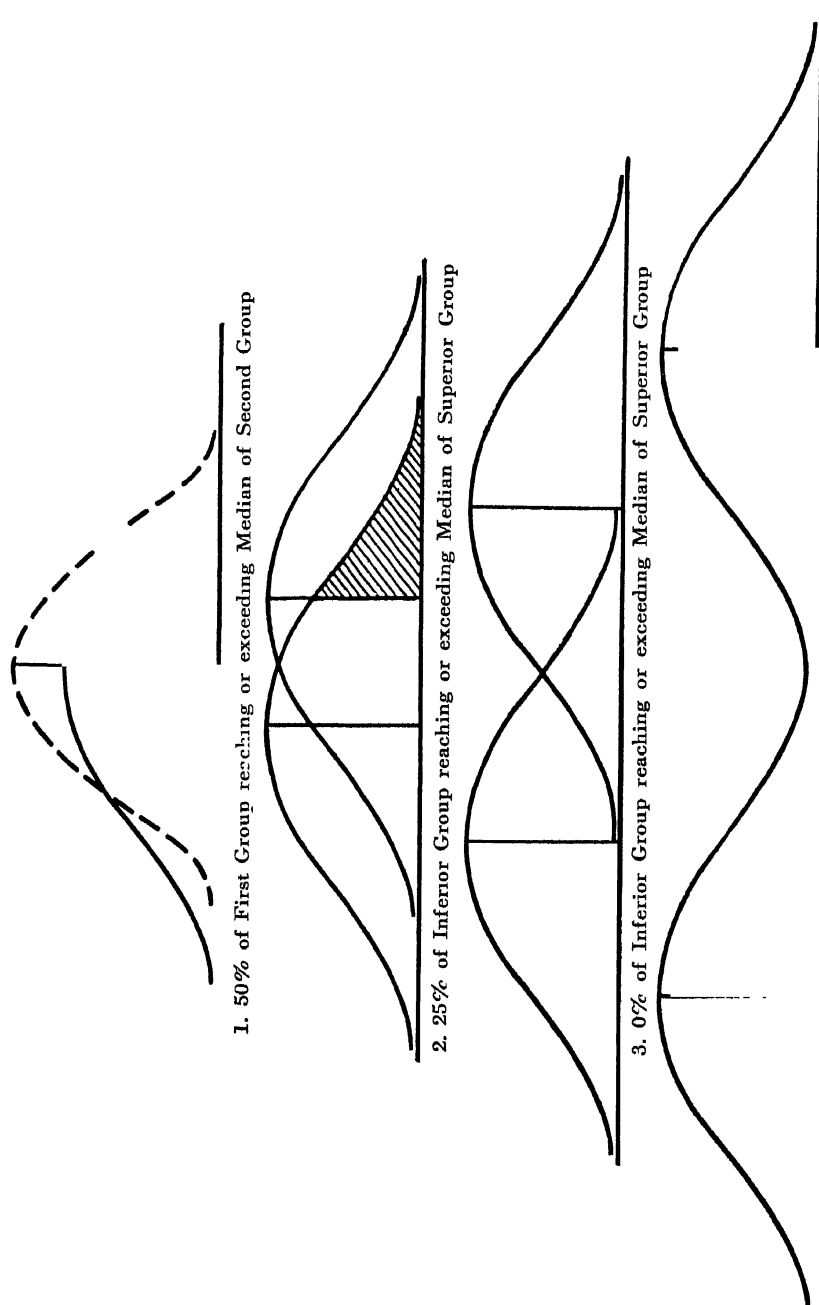 1. 50% of First Group reaching or exceeding Median of Second Group
2. 25% of Inferior Group reaching or exceeding Median of Superior Group
3. 0% of Inferior Group reaching or exceeding Median of Superior Group